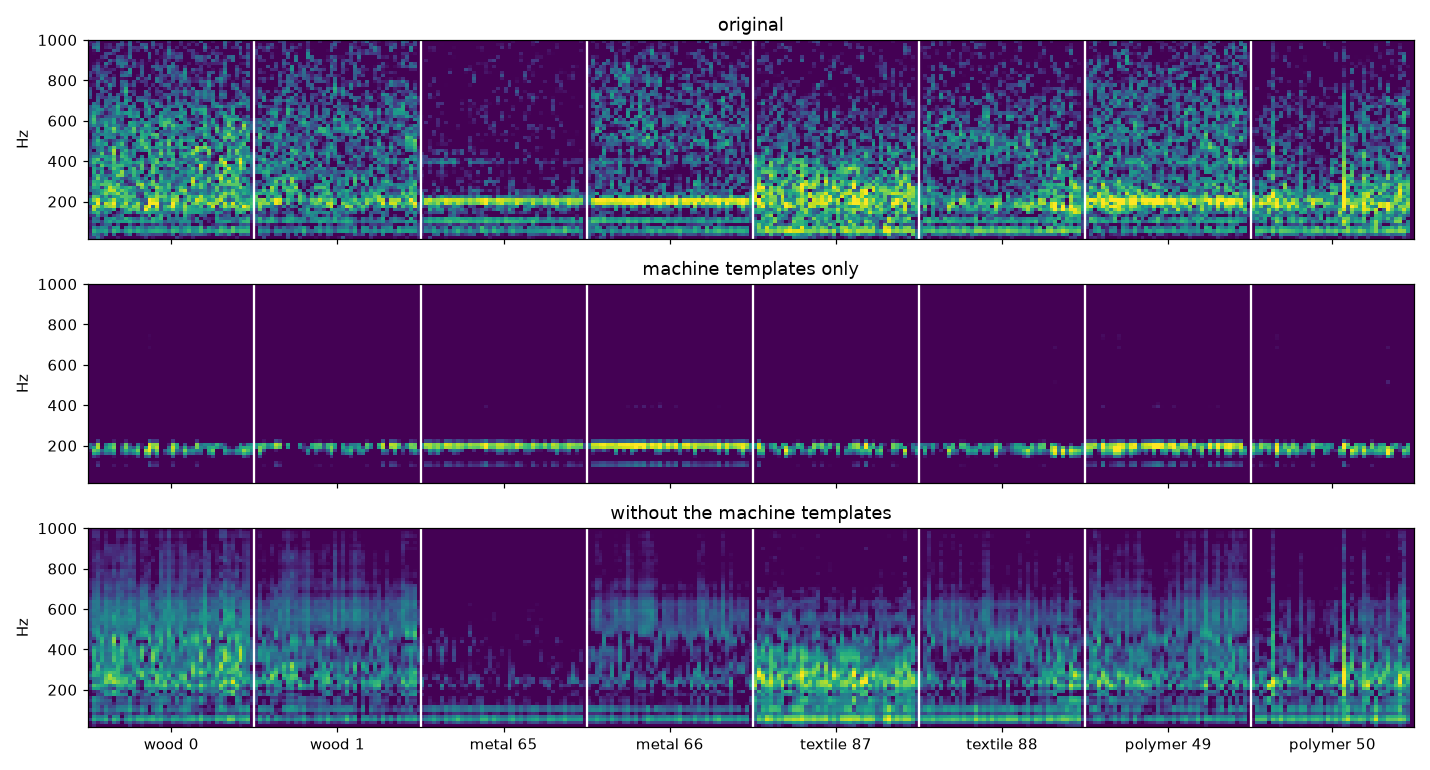 original
1000
800
600
400
200
Hz
machine templates only
1000
800
600
400
200
Hz
without the machine templates
1000
800
600
400
200
Hz
wood 0 wood 1 metal 65 metal 66 textile 87 textile 88 polymer 49 polymer 50